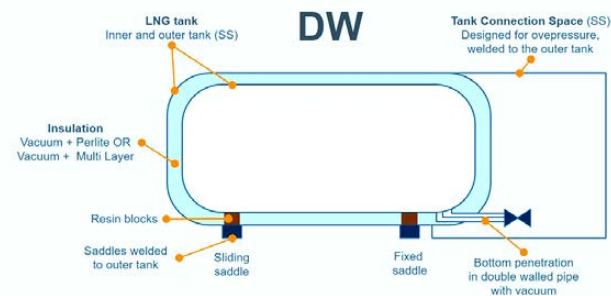 DW
LNG tank
Inner and outer tank (SS)
Tank Connection Space (SS)
Designed for ovepressure,
welded to the outer tank
Insulation
Vacuum + Perlite OR
Vacuum + Multi Layer
Resin blocks
Saddles welded
to outer tank
Sliding
saddle
Fixed
saddle
Bottom penetration
in double walled pipe
with vacuum